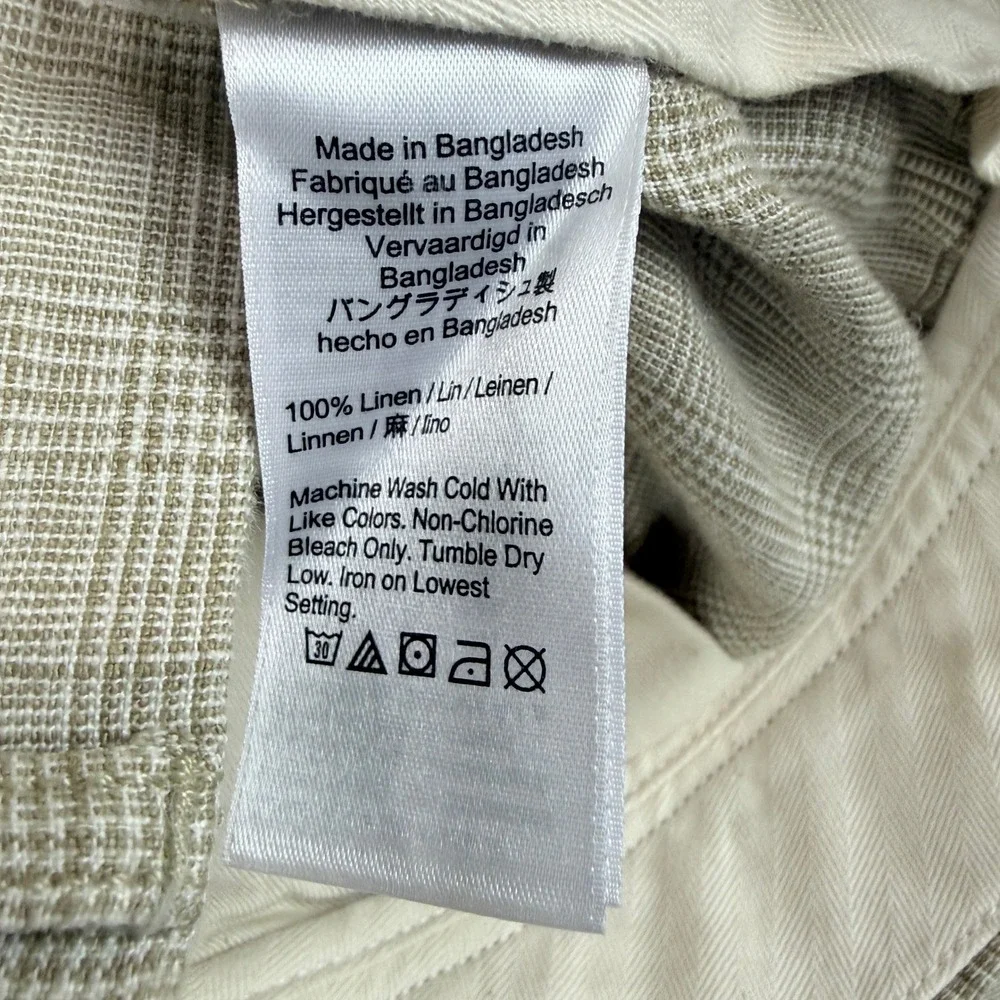 Made in Bangladesh
Fabriqué au Bangladesh
Hergestellt in Bangladesch
Vervaardigd in
Bangladesh
バングラディシュ製
hecho en Bangladesh
100% Linen / Lin / Leinen /
Linnen / 麻 / lino
Machine Wash Cold With
Like Colors. Non-Chlorine
Bleach Only. Tumble Dry
Low. Iron on Lowest
Setting.
30